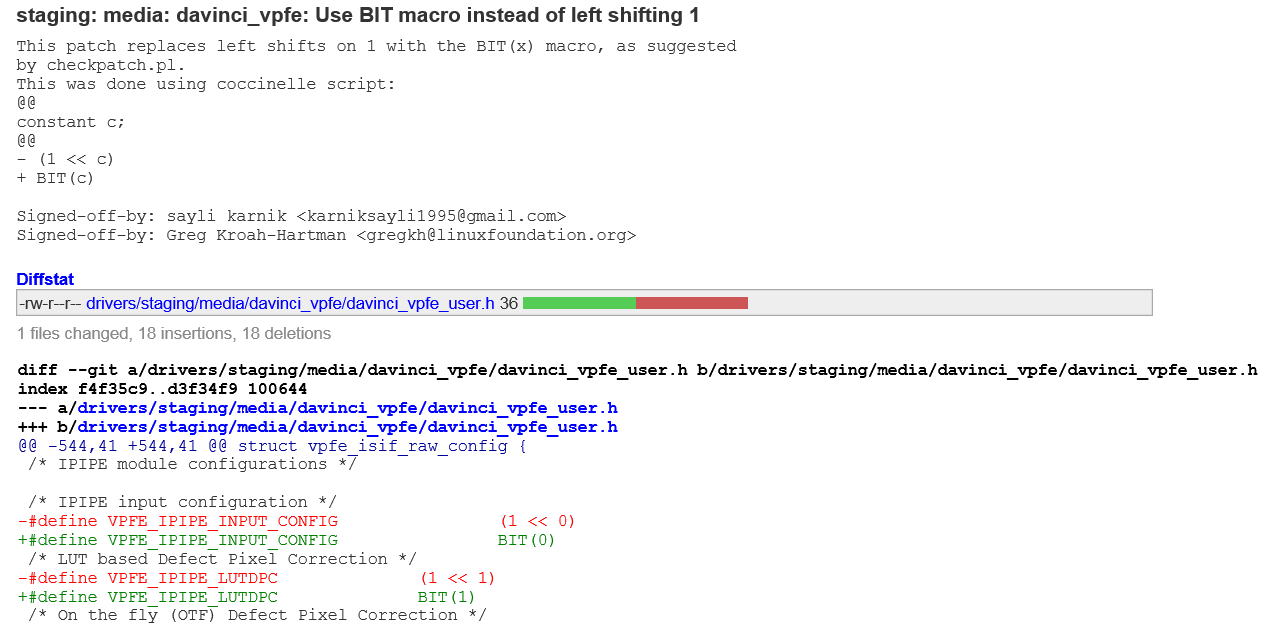 staging: media: davinci_vpfe: Use BIT macro instead of left shifting 1
This patch replaces left shifts on 1 with the BIT(x) macro, as suggested
by checkpatch.pl.
This was done using coccinelle script:
@@
constant c;
@@
- (1 << c)
+ BIT(c)
Signed-off-by: sayli karnik <karniksayli1995@gmail.com>
Signed-off-by: Greg Kroah-Hartman <gregkh@linuxfoundation.org>
Diffstat
-rw-r--r-- drivers/staging/media/davinci_vpfe/davinci_vpfe_user.h 36
1 files changed, 18 insertions, 18 deletions
diff --git a/drivers/staging/media/davinci_vpfe/davinci_vpfe_user.h b/drivers/staging/media/davinci_vpfe/davinci_vpfe_user.h
index f4f35c9..d3f34f9 100644
--- a/drivers/staging/media/davinci_vpfe/davinci_vpfe_user.h
+++ b/drivers/staging/media/davinci_vpfe/davinci_vpfe_user.h
@@ -544,41 +544,41 @@ struct vpfe_isif_raw_config {
/* IPIPE module configurations */
/* IPIPE input configuration */
-#define VPFE_IPIPE_INPUT_CONFIG (1 << 0)
+#define VPFE_IPIPE_INPUT_CONFIG BIT(0)
/* LUT based Defect Pixel Correction */
-#define VPFE_IPIPE_LUTDPC (1 << 1)
+#define VPFE_IPIPE_LUTDPC BIT(1)
/* On the fly (OTF) Defect Pixel Correction */